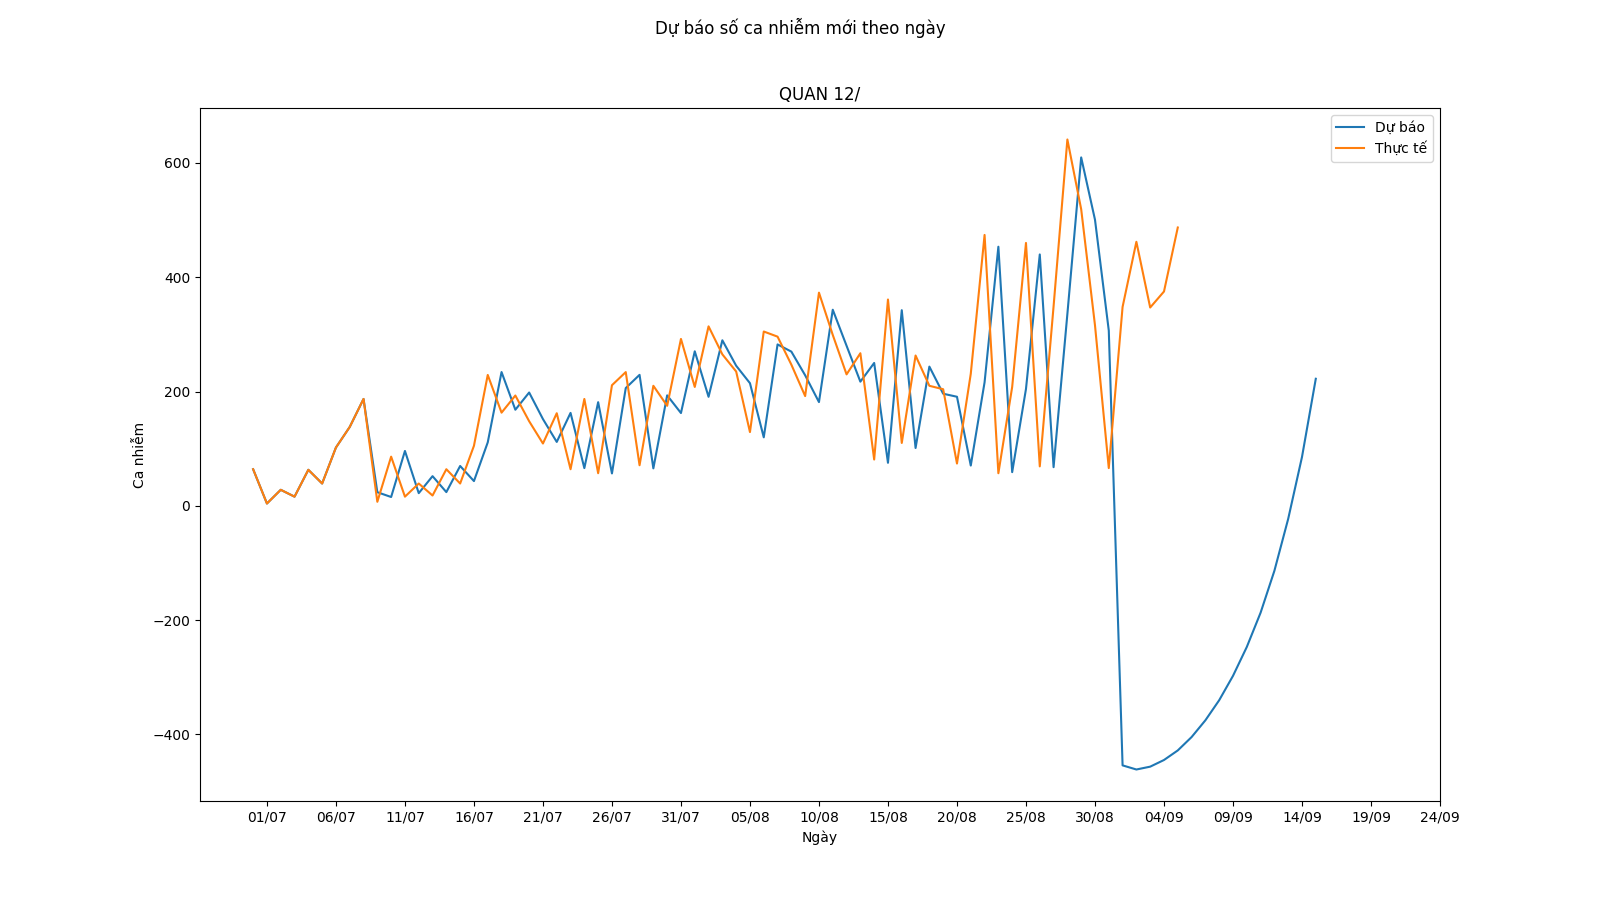 Dự báo số ca nhiễm mới theo ngày
QUAN 12/
Dự báo
Thực tế
600
400
200
0
−200
−400
Ca nhiễm
01/07 06/07 11/07 16/07 21/07 26/07 31/07 05/08 10/08 15/08 20/08 25/08 30/08 04/09 09/09 14/09 19/09 24/09
Ngày